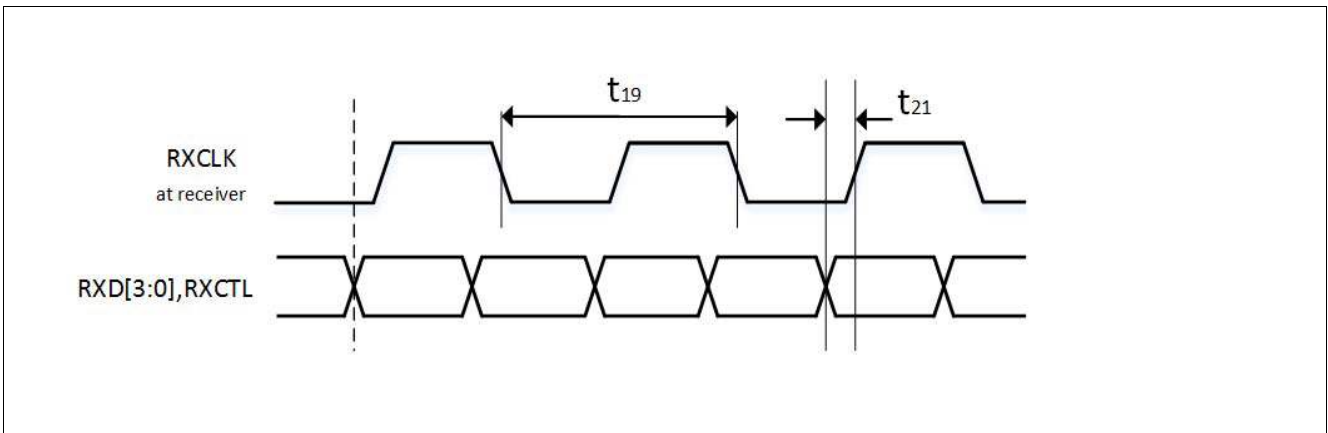 t19
t21
RXCLK
at receiver
RXD[3:0],RXCTL